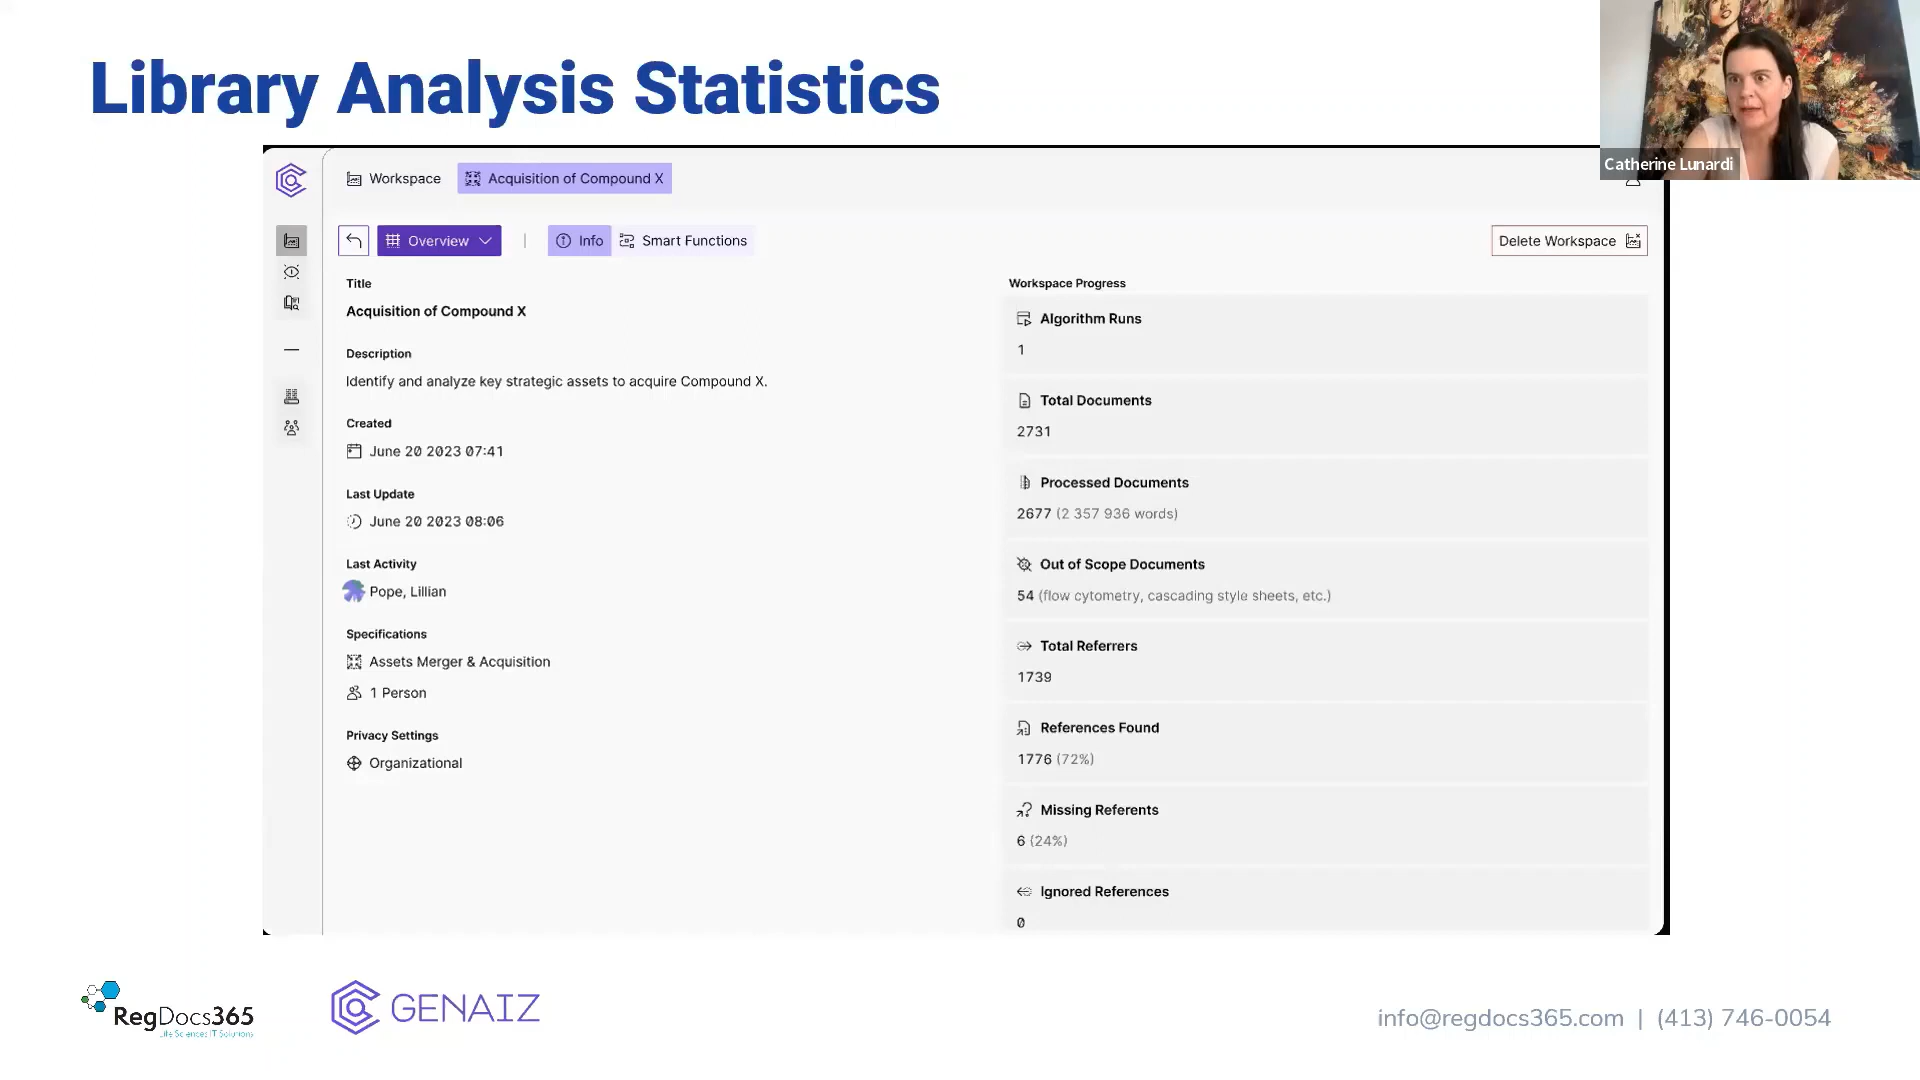 Library Analysis Statistics
Catherine Lunardi
Workspace
Acquisition of Compound X
Overview
|
Info
Smart Functions
Delete Workspace
Title
Acquisition of Compound X
Description
Identify and analyze key strategic assets to acquire Compound X.
Created
June 20 2023 07:41
Last Update
June 20 2023 08:06
Last Activity
Pope, Lillian
Specifications
Assets Merger & Acquisition
1 Person
Privacy Settings
Organizational
Workspace Progress
Algorithm Runs
1
Total Documents
2731
Processed Documents
2677 (2 357 936 words)
Out of Scope Documents
54 (flow cytometry, cascading style sheets, etc.)
Total Referrers
1739
References Found
1776 (72%)
Missing Referents
6 (24%)
Ignored References
0
RegDocs365
Life Sciences IT Solutions
GENAIZ
info@regdocs365.com | (413) 746-0054